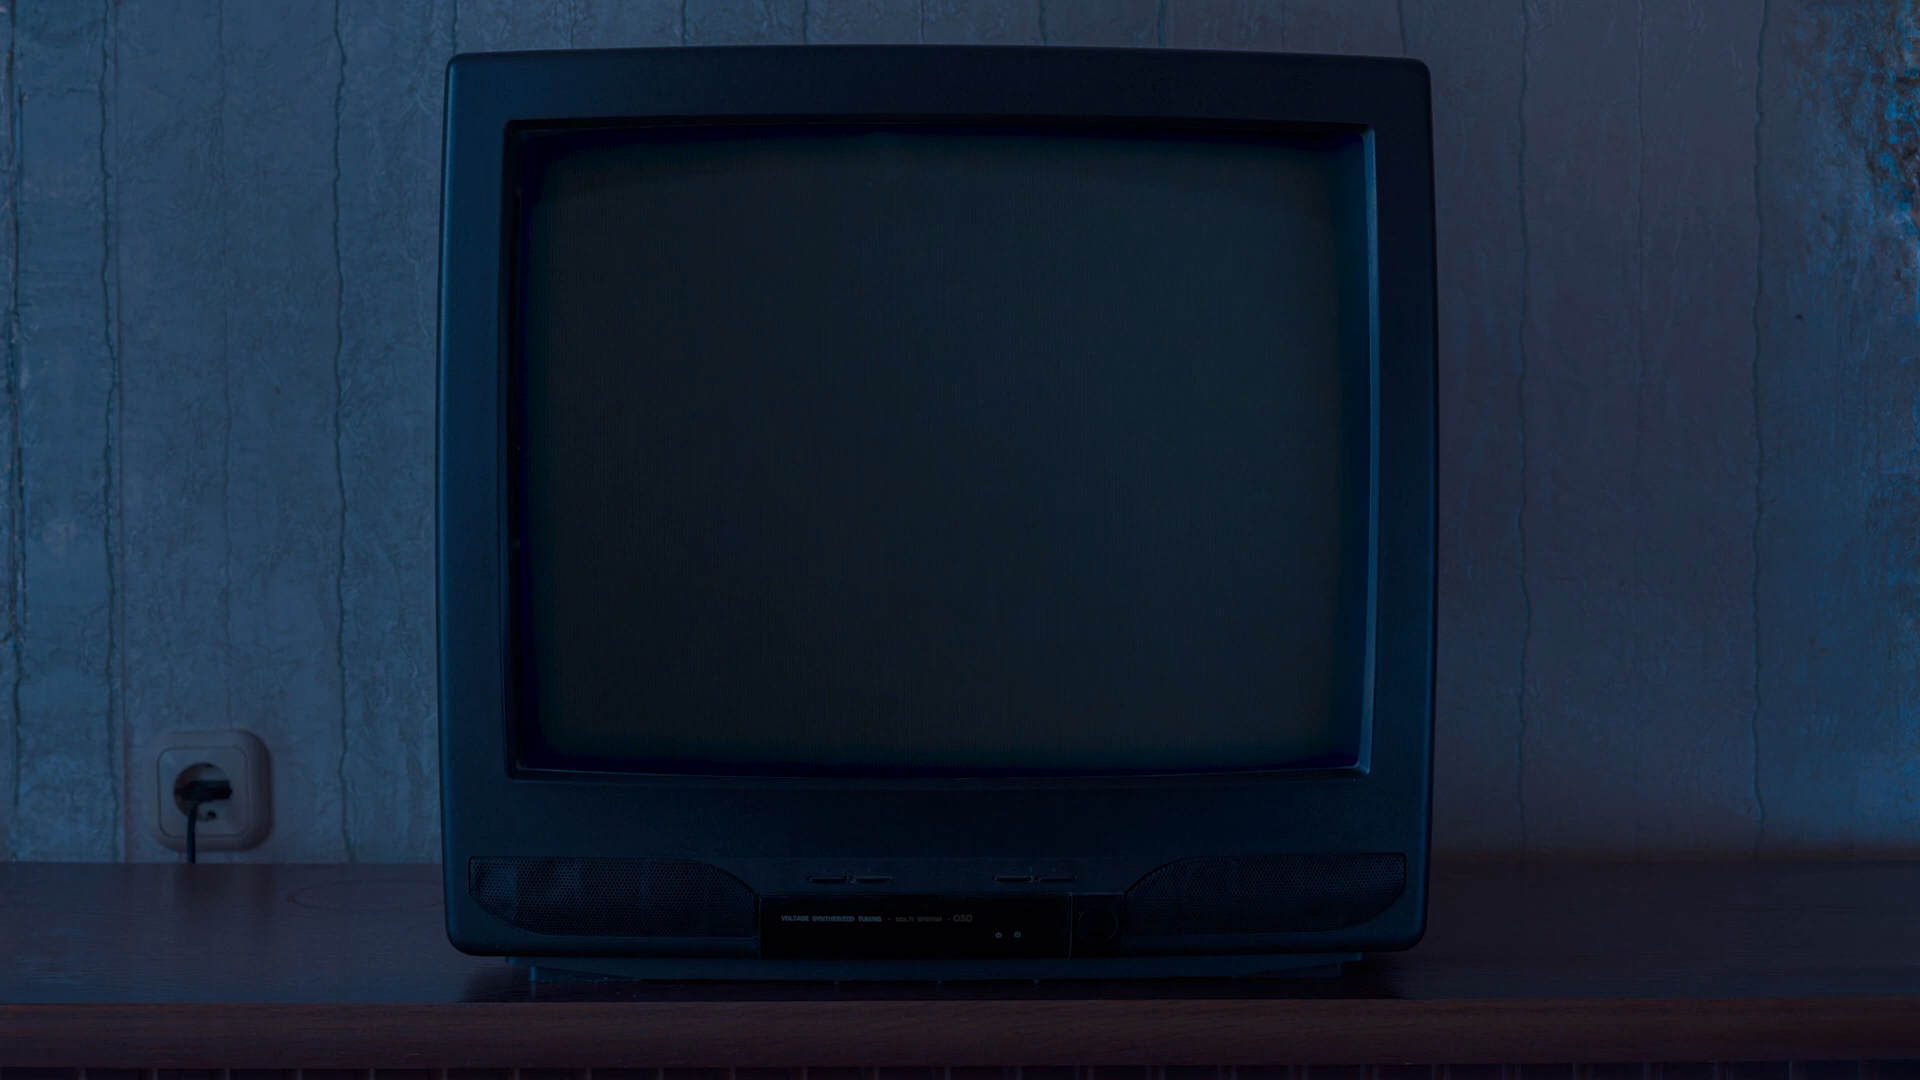 VOLTAGE SYNTHESIZED TUNING - MULTI SYSTEM - OSD